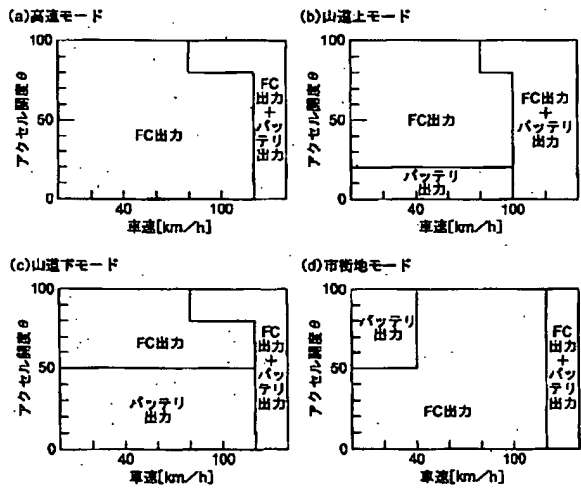 (a)高速モード
アクセル開度θ
100
50
0
FC出力
FC
出力
+
バッ
テリ
出力
40
100
車速[km/h]
(b)山道上モード
アクセル開度θ
100
50
0
FC出力
バッテリ
出力
FC出力
+
バッテリ
出力
40
100
車速[km/h]
(c)山道下モード
アクセル開度θ
100
50
0
FC出力
バッテリ
出力
FC
出力
+
バッ
テリ
出力
40
100
車速[km/h]
(d)市街地モード
アクセル開度θ
100
50
0
バッテリ
出力
FC出力
FC
出力
+
バッ
テリ
出力
40
100
車速[km/h]